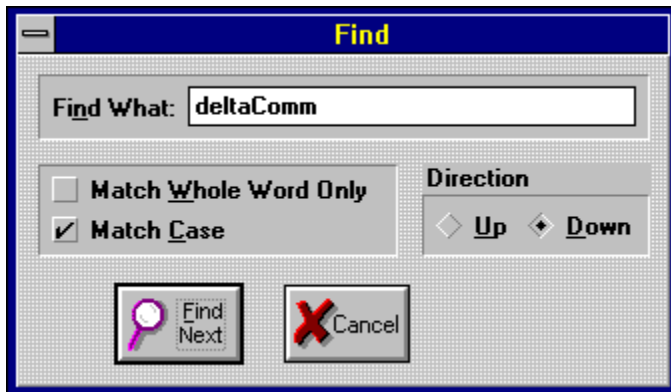 Find
Find What: deltaComm
Match Whole Word Only
Match Case
Direction
Up Down
Find
Next
Cancel